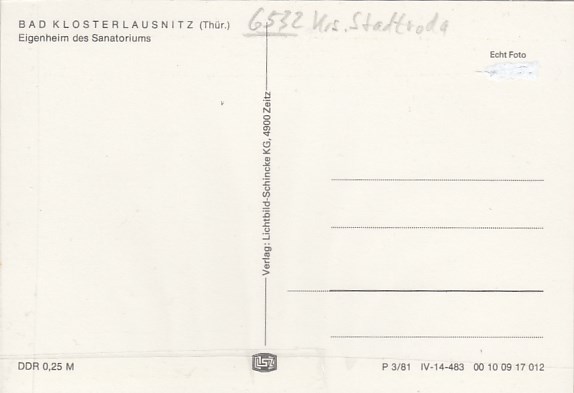 BAD KLOSTERLAUSNITZ (Thür.)
Eigenheim des Sanatoriums
6532 Krs. Stadtroda
Echt Foto
Verlag: Lichtbild-Schincke KG, 4900 Zeitz
DDR 0,25 M
P 3/81 IV-14-483 00 10 09 17 012